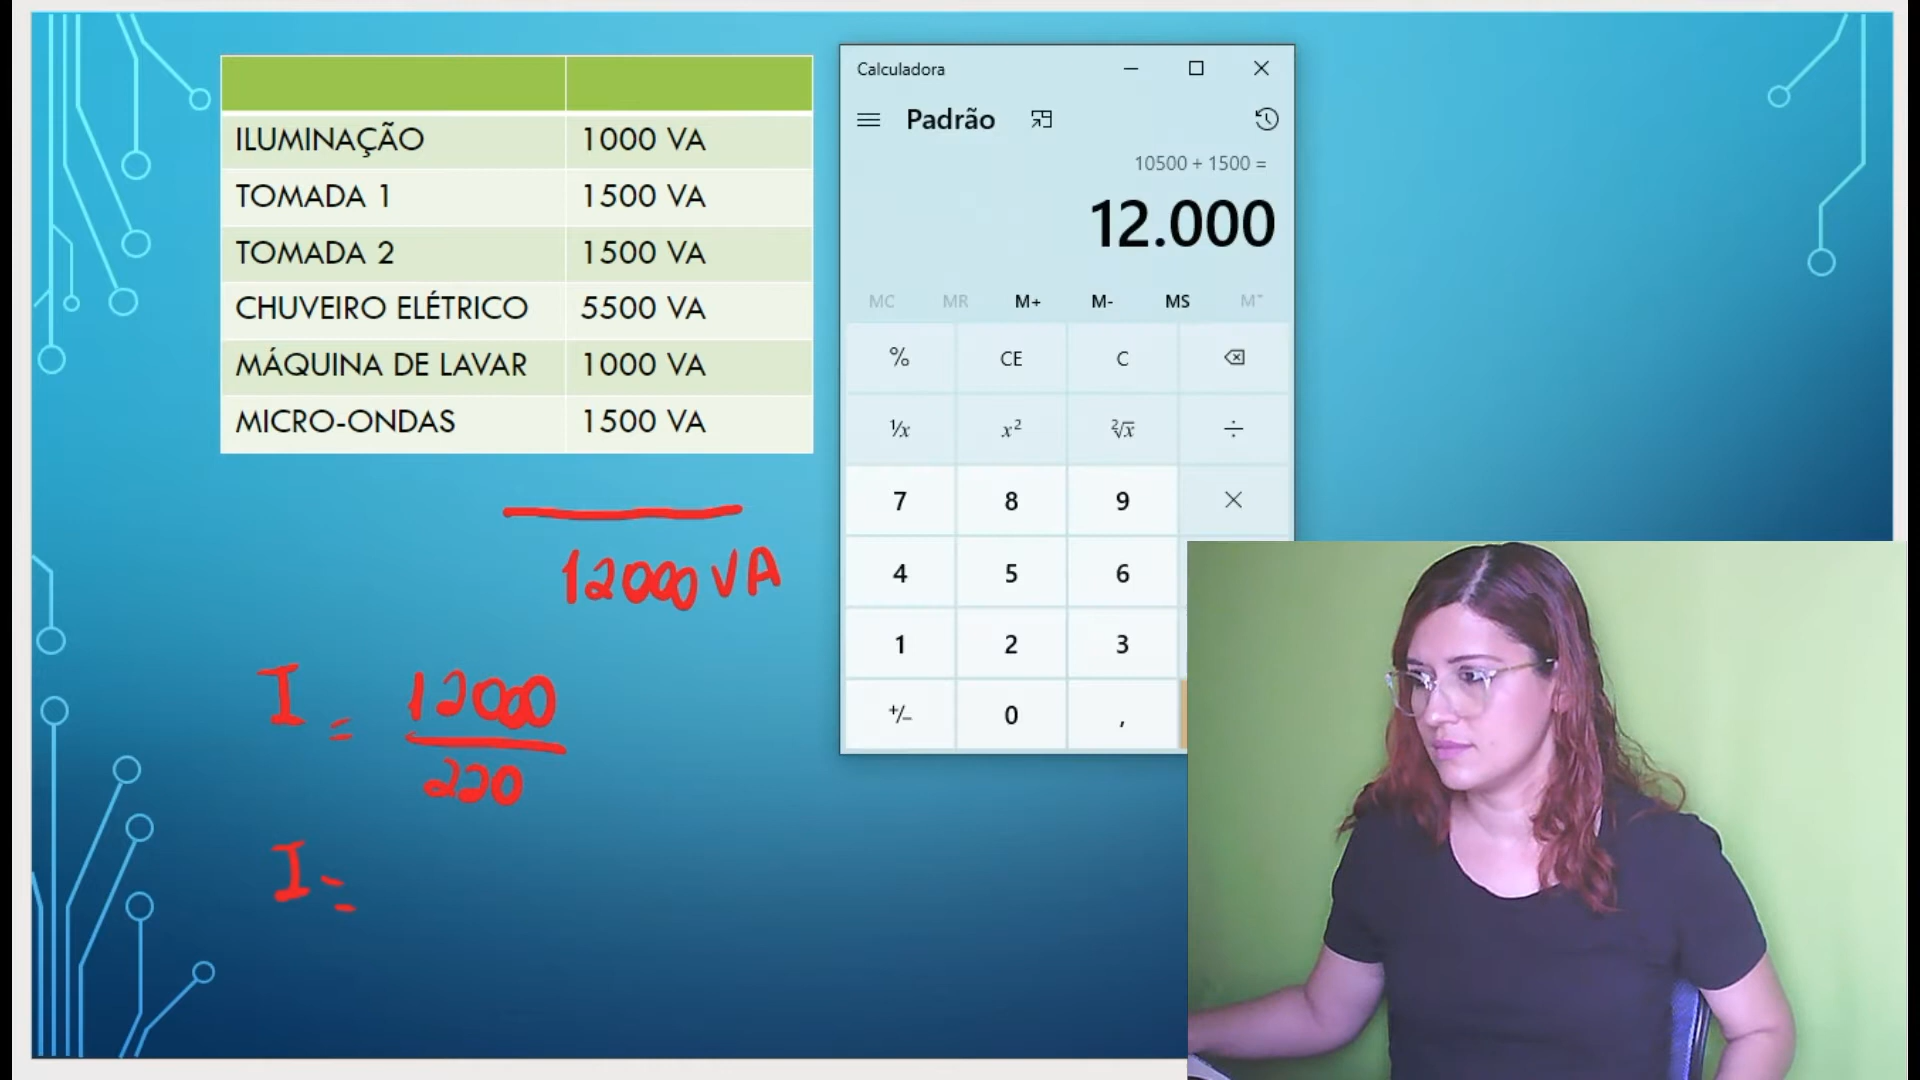 ILUMINAÇÃO 1000 VA
TOMADA 1 1500 VA
TOMADA 2 1500 VA
CHUVEIRO ELÉTRICO 5500 VA
MÁQUINA DE LAVAR 1000 VA
MICRO-ONDAS 1500 VA
12000 VA
I = 12000
220
I =
Calculadora
Padrão
10500 + 1500 =
12.000
MC MR M+ M- MS M˅
% CE C
¹/x x² ²√x ÷
7 8 9 ×
4 5 6
1 2 3
+/− 0 ,